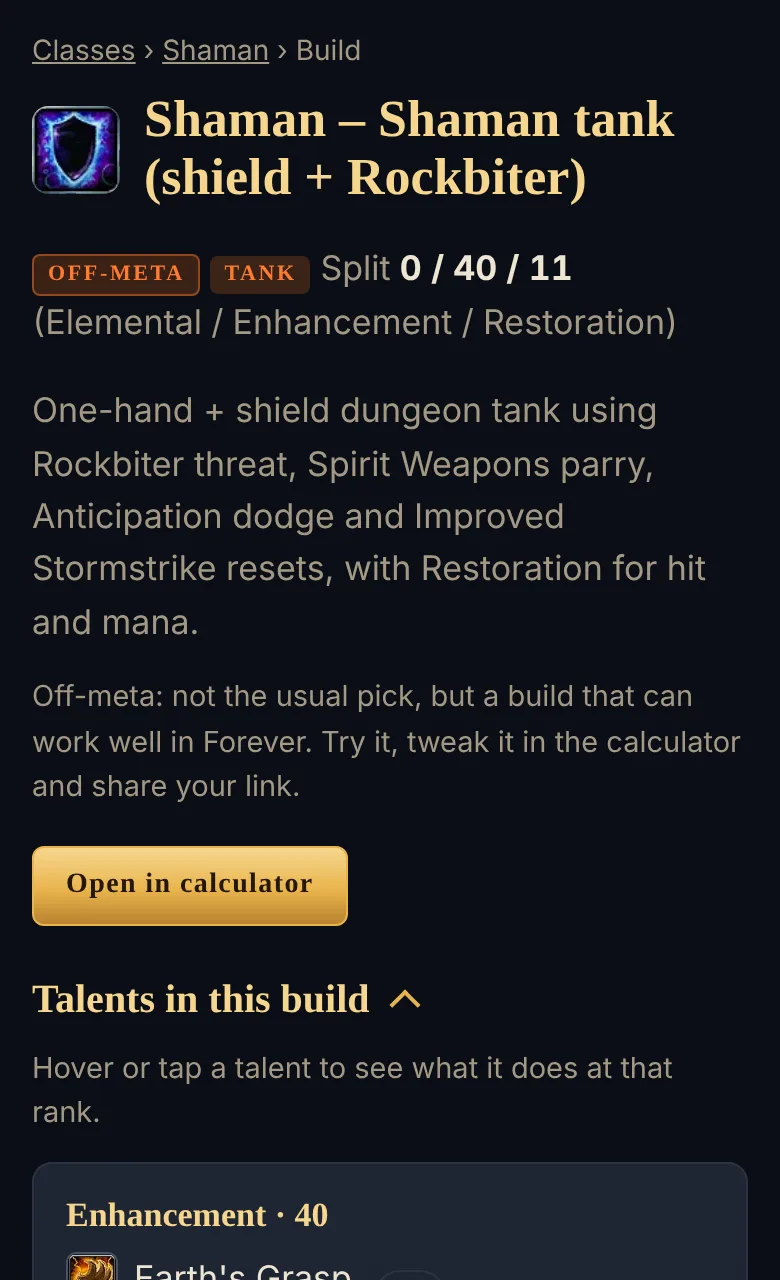 Classes › Shaman › Build
Shaman – Shaman tank
(shield + Rockbiter)
OFF-META TANK Split 0 / 40 / 11
(Elemental / Enhancement / Restoration)
One-hand + shield dungeon tank using
Rockbiter threat, Spirit Weapons parry,
Anticipation dodge and Improved
Stormstrike resets, with Restoration for hit
and mana.
Off-meta: not the usual pick, but a build that can
work well in Forever. Try it, tweak it in the calculator
and share your link.
Open in calculator
Talents in this build
Hover or tap a talent to see what it does at that
rank.
Enhancement · 40
Earth's Grasp